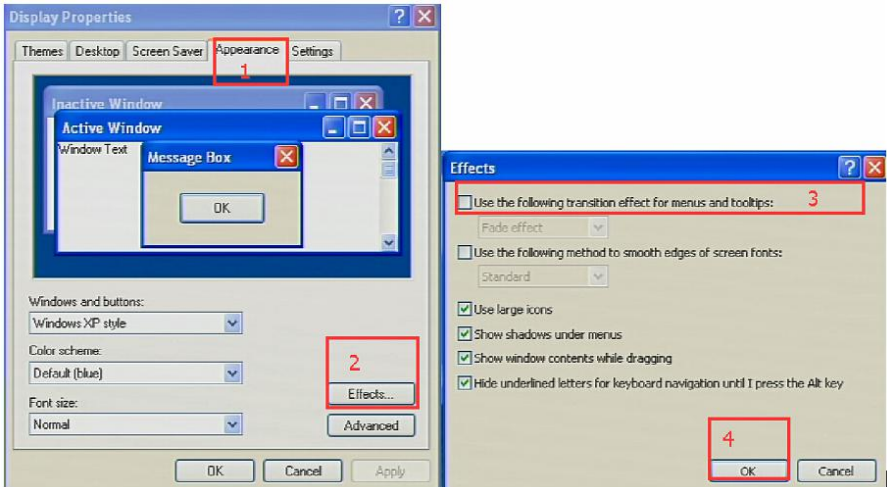 Display Properties
Themes Desktop Screen Saver Appearance Settings
1
Inactive Window
Active Window
Window Text
Message Box
OK
Windows and buttons:
Windows XP style
Color scheme:
Default (blue)
Font size:
Normal
2
Effects...
Advanced
OK Cancel Apply
Effects
Use the following transition effect for menus and tooltips:
3
Fade effect
Use the following method to smooth edges of screen fonts:
Standard
Use large icons
Show shadows under menus
Show window contents while dragging
Hide underlined letters for keyboard navigation until I press the Alt key
4
OK Cancel